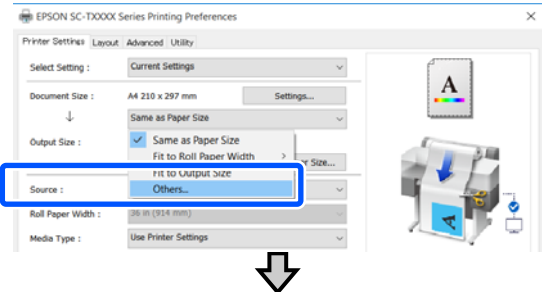 EPSON SC-TXXXX Series Printing Preferences
Printer Settings Layout Advanced Utility
Select Setting : Current Settings
Document Size : A4 210 x 297 mm Settings...
Same as Paper Size
Output Size : Same as Paper Size
Fit to Roll Paper Width
er Size...
Fit to Output Size
Source : Others...
Roll Paper Width : 36 in (914 mm)
Media Type : Use Printer Settings
A
A